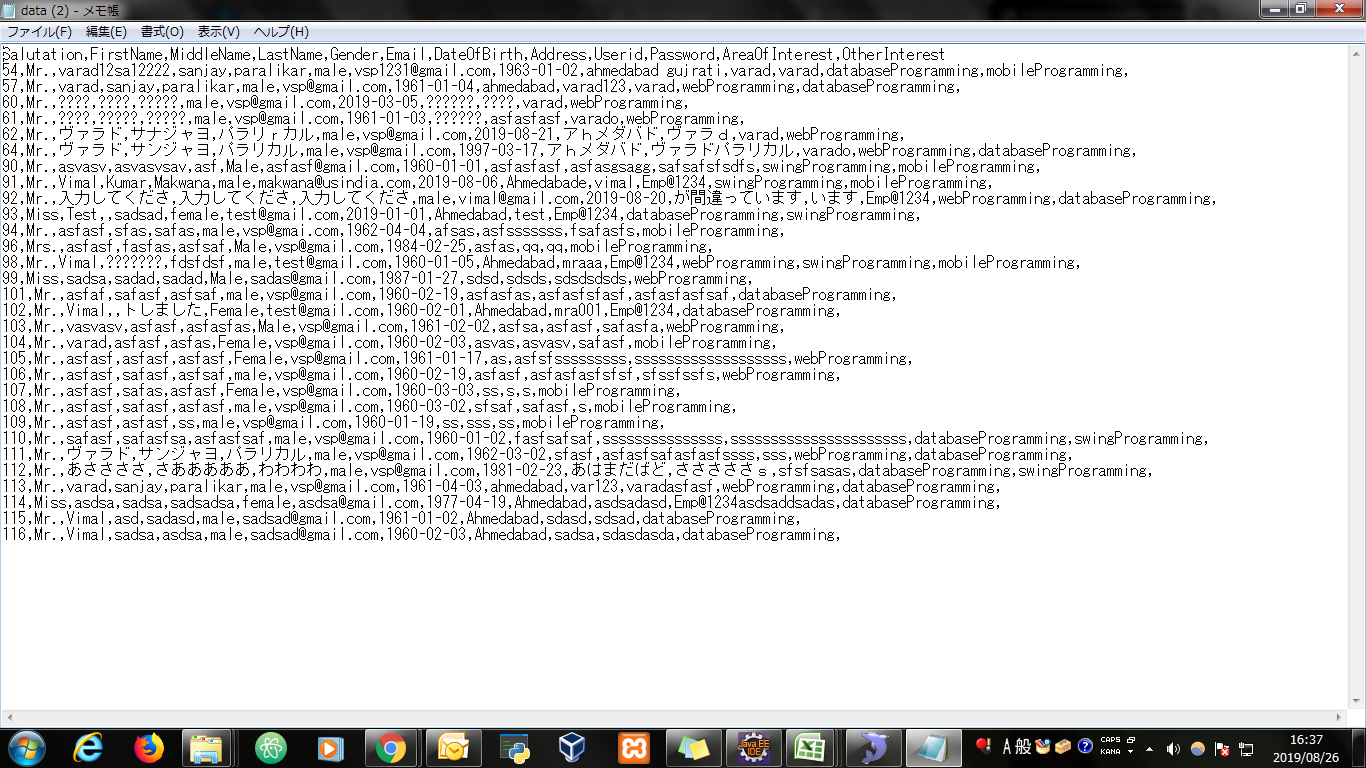 data (2) - メモ帳
ファイル(F) 編集(E) 書式(O) 表示(V) ヘルプ(H)
Salutation,FirstName,MiddleName,LastName,Gender,Email,DateOfBirth,Address,Userid,Password,AreaOfInterest,OtherInterest
54,Mr.,varad12sa12222,sanjay,paralikar,male,vsp1231@gmail.com,1963-01-02,ahmedabad gujrati,varad,varad,databaseProgramming,mobileProgramming,
57,Mr.,varad,sanjay,paralikar,male,vsp@gmail.com,1961-01-04,ahmedabad,varad123,varad,webProgramming,databaseProgramming,
60,Mr.,????,????,?????,male,vsp@gmail.com,2019-03-05,??????,????,varad,webProgramming,
61,Mr.,????,?????,?????,male,vsp@gmail.com,1961-01-03,??????,asfasfasf,varado,webProgramming,
62,Mr.,ヴァラド,サナジャヨ,パラリｒカル,male,vsp@gmail.com,2019-08-21,アｈメダバド,ヴァラｄ,varad,webProgramming,
64,Mr.,ヴァラド,サンジャヨ,パラリカル,male,vsp@gmail.com,1997-03-17,アｈメダバド,ヴァラドパラリカル,varado,webProgramming,databaseProgramming,
90,Mr.,asvasv,asvasvsav,asf,Male,asfasf@gmail.com,1960-01-01,asfasfasf,asfasgsagg,safsafsfsdfs,swingProgramming,mobileProgramming,
91,Mr.,Vimal,Kumar,Makwana,male,makwana@usindia.com,2019-08-06,Ahmedabade,vimal,Emp@1234,swingProgramming,mobileProgramming,
92,Mr.,入力してくださ,入力してくださ,入力してくださ,male,vimal@gmail.com,2019-08-20,が間違っています,います,Emp@1234,webProgramming,databaseProgramming,
93,Miss,Test,,sadsad,female,test@gmail.com,2019-01-01,Ahmedabad,test,Emp@1234,databaseProgramming,swingProgramming,
94,Mr.,asfasf,sfas,safas,male,vsp@gmai.com,1962-04-04,afsas,asfsssssss,fsafasfs,mobileProgramming,
96,Mrs.,asfasf,fasfas,asfsaf,Male,vsp@gmail.com,1984-02-25,asfas,qq,qq,mobileProgramming,
98,Mr.,Vimal,???????,fdsfdsf,male,test@gmail.com,1960-01-05,Ahmedabad,mraaa,Emp@1234,webProgramming,swingProgramming,mobileProgramming,
99,Miss,sadsa,sadad,sadad,Male,sadas@gmail.com,1987-01-27,sdsd,sdsds,sdsdsdsds,webProgramming,
101,Mr.,asfaf,safasf,asfsaf,male,vsp@gmail.com,1960-02-19,asfasfas,asfasfsfasf,asfasfasfsaf,databaseProgramming,
102,Mr.,Vimal,,トしました,Female,test@gmail.com,1960-02-01,Ahmedabad,mra001,Emp@1234,databaseProgramming,
103,Mr.,vasvasv,asfasf,asfasfas,Male,vsp@gmail.com,1961-02-02,asfsa,asfasf,safasfa,webProgramming,
104,Mr.,varad,asfasf,asfas,Female,vsp@gmail.com,1960-02-03,asvas,asvasv,safasf,mobileProgramming,
105,Mr.,asfasf,asfasf,asfasf,Female,vsp@gmail.com,1961-01-17,as,asfsfsssssssss,sssssssssssssssssss,webProgramming,
106,Mr.,asfasf,safasf,asfsaf,male,vsp@gmail.com,1960-02-19,asfasf,asfasfasfsfsf,sfssfssfs,webProgramming,
107,Mr.,asfasf,safas,asfasf,Female,vsp@gmail.com,1960-03-03,ss,s,s,mobileProgramming,
108,Mr.,asfasf,safasf,asfasf,male,vsp@gmail.com,1960-03-02,sfsaf,safasf,s,mobileProgramming,
109,Mr.,asfasf,asfasf,ss,male,vsp@gmail.com,1960-01-19,ss,sss,ss,mobileProgramming,
110,Mr.,safasf,safasfsa,asfasfsaf,male,vsp@gmail.com,1960-01-02,fasfsafsaf,sssssssssssssss,ssssssssssssssssssssss,databaseProgramming,swingProgramming,
111,Mr.,ヴァラド,サンジャヨ,パラリカル,male,vsp@gmail.com,1962-03-02,sfasf,asfasfsafasfasfssss,sss,webProgramming,databaseProgramming,
112,Mr.,あさささき,さあああああ,わわわわ,male,vsp@gmail.com,1981-02-23,あはまだばど,ささささきｓ,sfsfsasas,databaseProgramming,swingProgramming,
113,Mr.,varad,sanjay,paralikar,male,vsp@gmail.com,1961-04-03,ahmedabad,var123,varadasfasf,webProgramming,databaseProgramming,
114,Miss,asdsa,sadsa,sadsadsa,female,asdsa@gmail.com,1977-04-19,Ahmedabad,asdsadasd,Emp@1234asdsaddsadas,databaseProgramming,
115,Mr.,Vimal,asd,sadasd,male,sadsad@gmail.com,1961-01-02,Ahmedabad,sdasd,sdsad,databaseProgramming,
116,Mr.,Vimal,sadsa,asdsa,male,sadsad@gmail.com,1960-02-03,Ahmedabad,sadsa,sdasdasda,databaseProgramming,
Java EE IDE
A 般
CAPS
KANA
16:37
2019/08/26